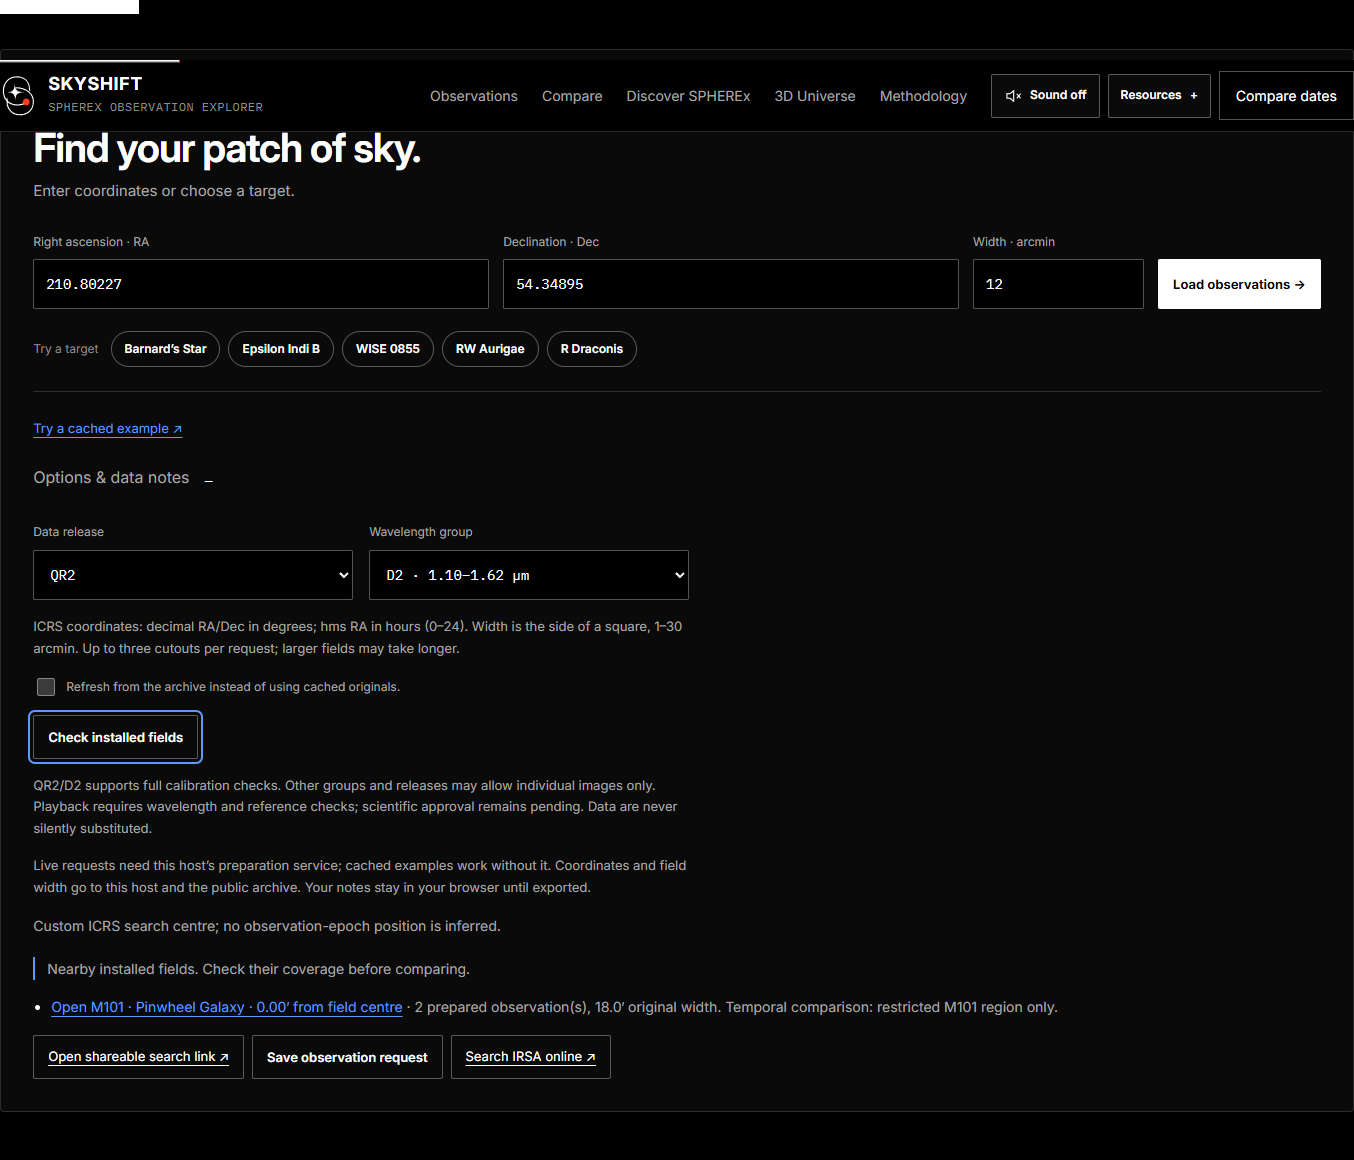 SKYSHIFT
SPHEREX OBSERVATION EXPLORER
Observations
Compare
Discover SPHEREx
3D Universe
Methodology
Sound off
Resources +
Compare dates
Find your patch of sky.
Enter coordinates or choose a target.
Right ascension · RA
Declination · Dec
Width · arcmin
210.80227
54.34895
12
Load observations →
Try a target
Barnard’s Star
Epsilon Indi B
WISE 0855
RW Aurigae
R Draconis
Try a cached example ↗
Options & data notes –
Data release
Wavelength group
QR2
D2 · 1.10–1.62 µm
ICRS coordinates: decimal RA/Dec in degrees; hms RA in hours (0–24). Width is the side of a square, 1–30
arcmin. Up to three cutouts per request; larger fields may take longer.
Refresh from the archive instead of using cached originals.
Check installed fields
QR2/D2 supports full calibration checks. Other groups and releases may allow individual images only.
Playback requires wavelength and reference checks; scientific approval remains pending. Data are never
silently substituted.
Live requests need this host’s preparation service; cached examples work without it. Coordinates and field
width go to this host and the public archive. Your notes stay in your browser until exported.
Custom ICRS search centre; no observation-epoch position is inferred.
Nearby installed fields. Check their coverage before comparing.
• Open M101 · Pinwheel Galaxy · 0.00′ from field centre · 2 prepared observation(s), 18.0′ original width. Temporal comparison: restricted M101 region only.
Open shareable search link ↗
Save observation request
Search IRSA online ↗